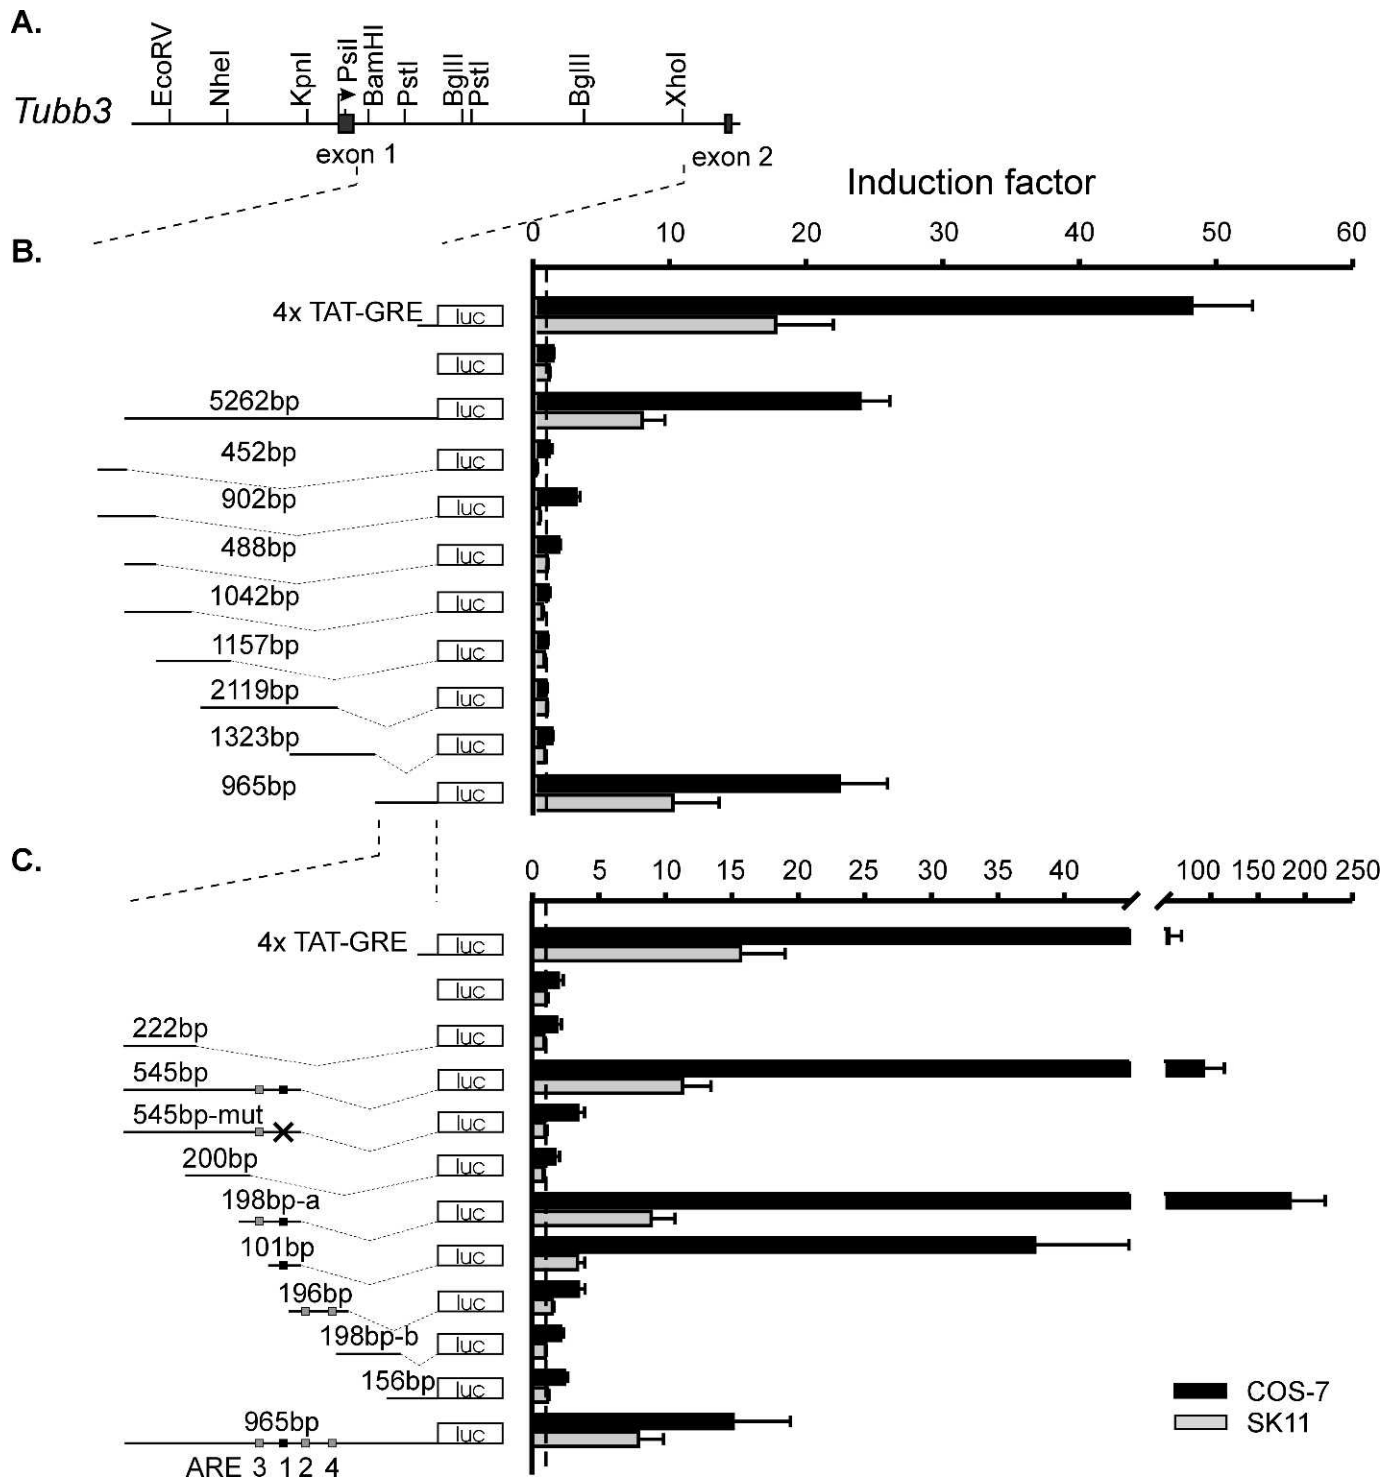 A.
EcoRV NheI KpnI PsiI BamHI PstI BglII PstI BglII XhoI
Tubb3
exon 1 exon 2
Induction factor
B.
0 10 20 30 40 50 60
4x TAT-GRE luc
luc
5262bp luc
452bp luc
902bp luc
488bp luc
1042bp luc
1157bp luc
2119bp luc
1323bp luc
965bp luc
C.
0 5 10 15 20 25 30 35 40 100 150 200 250
4x TAT-GRE luc
luc
222bp luc
545bp luc
545bp-mut luc
200bp luc
198bp-a luc
101bp luc
196bp luc
198bp-b luc
156bp luc
965bp luc
ARE 3 1 2 4
COS-7
SK11